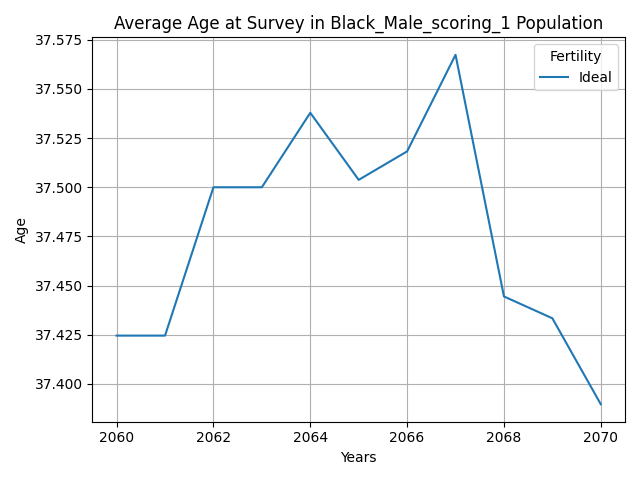 Average Age at Survey in Black_Male_scoring_1 Population
Fertility
Ideal
37.575
37.550
37.525
37.500
37.475
37.450
37.425
37.400
Age
2060
2062
2064
2066
2068
2070
Years